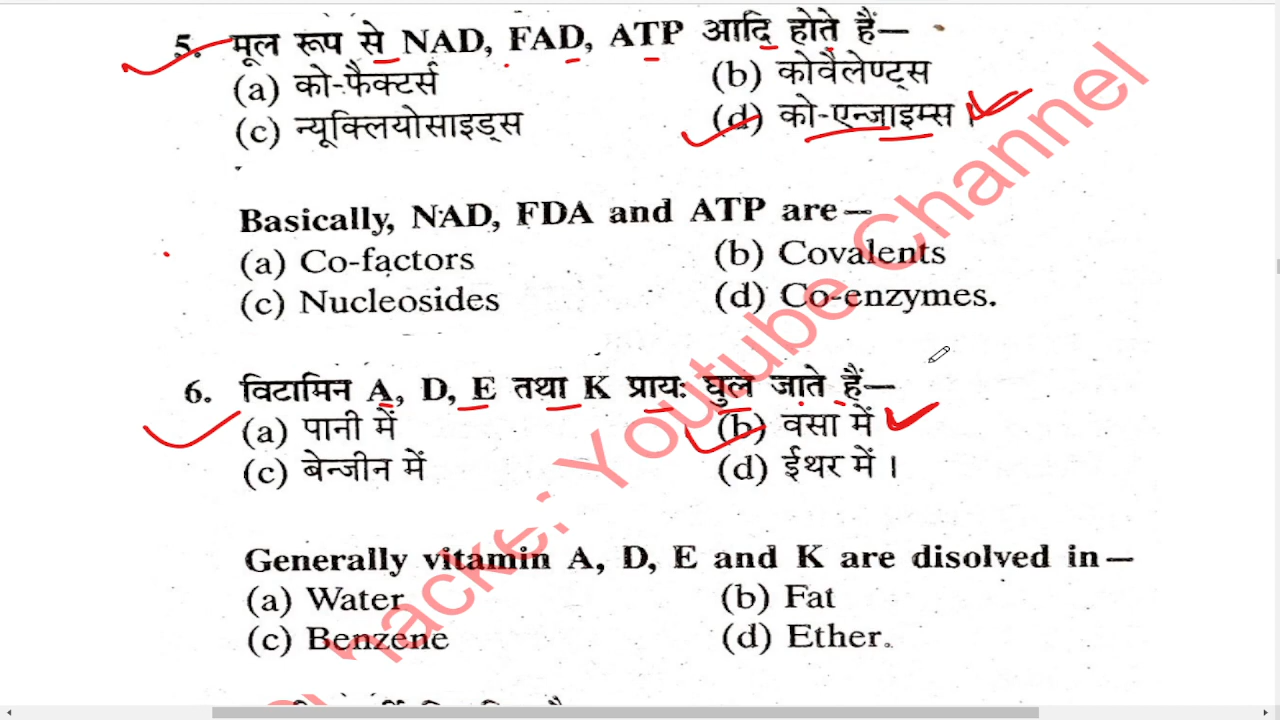 5. मूल रूप से NAD, FAD, ATP आदि होते हैं—
(a) को-फैक्टर्स (b) कोवैलेण्ट्स
(c) न्यूक्लियोसाइड्स (d) को-एन्जाइम्स ।
Basically, NAD, FDA and ATP are—
(a) Co-factors (b) Covalents
(c) Nucleosides (d) Co-enzymes.
6. विटामिन A, D, E तथा K प्रायः घुल जाते हैं—
(a) पानी में (b) वसा में
(c) बेन्जीन में (d) ईथर में ।
Generally vitamin A, D, E and K are disolved in—
(a) Water (b) Fat
(c) Benzene (d) Ether.
Youtube Channel